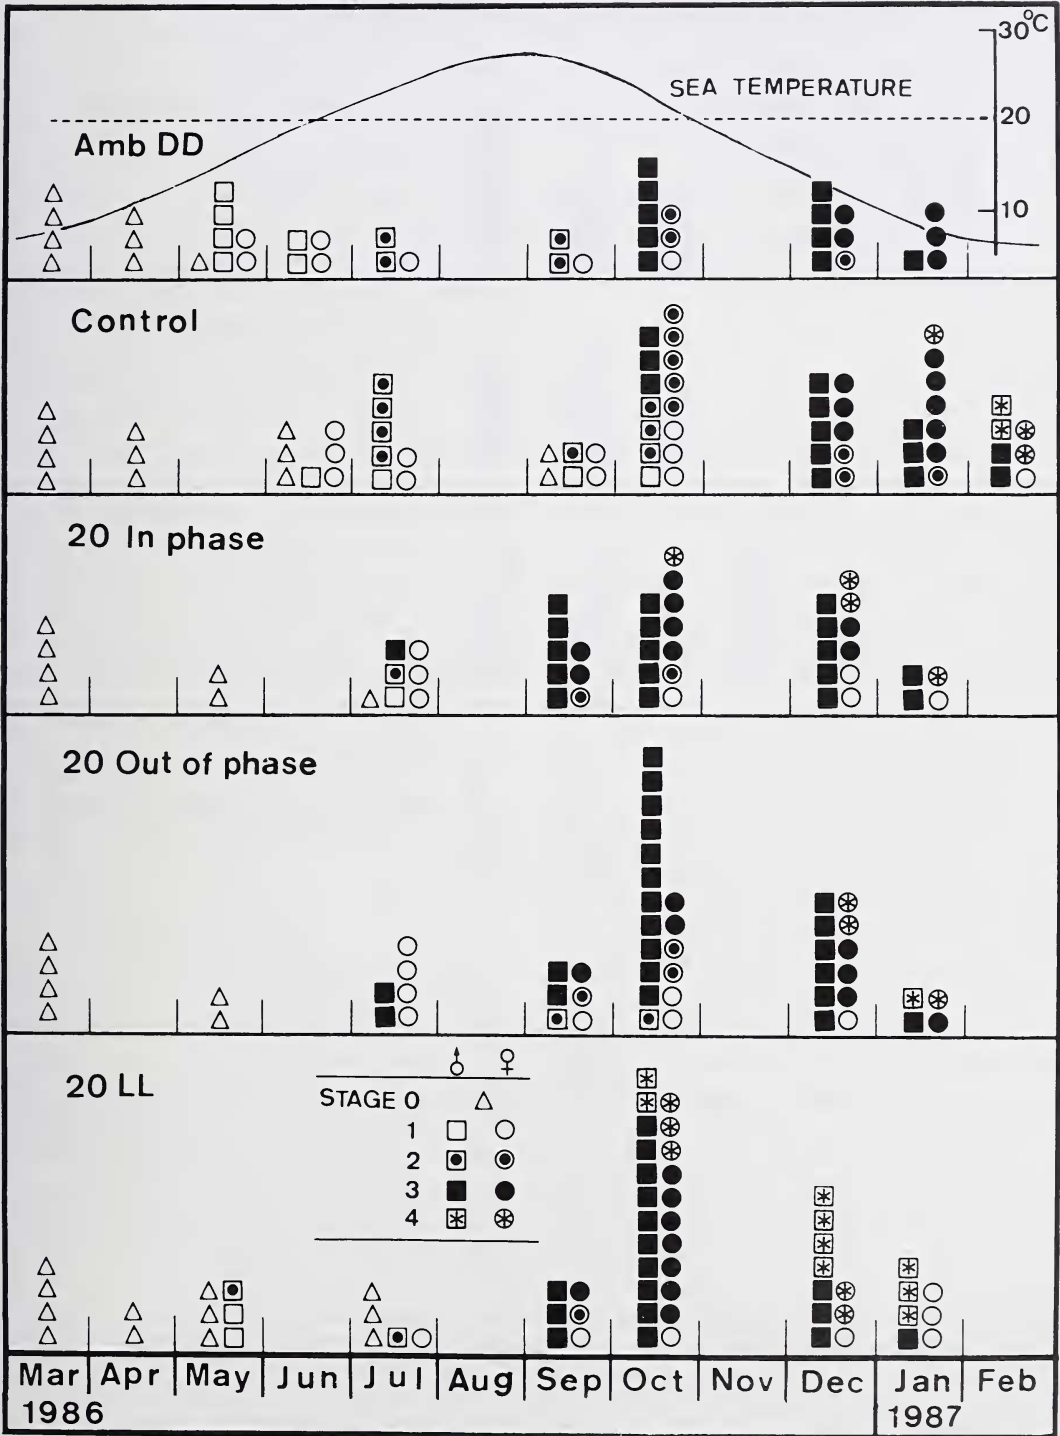 30°C
SEA TEMPERATURE
20
Amb DD
10
Control
20 In phase
20 Out of phase
20 LL
♂ ♀
STAGE 0
1
2
3
4
Mar Apr May Jun Jul Aug Sep Oct Nov Dec Jan Feb
1986 1987